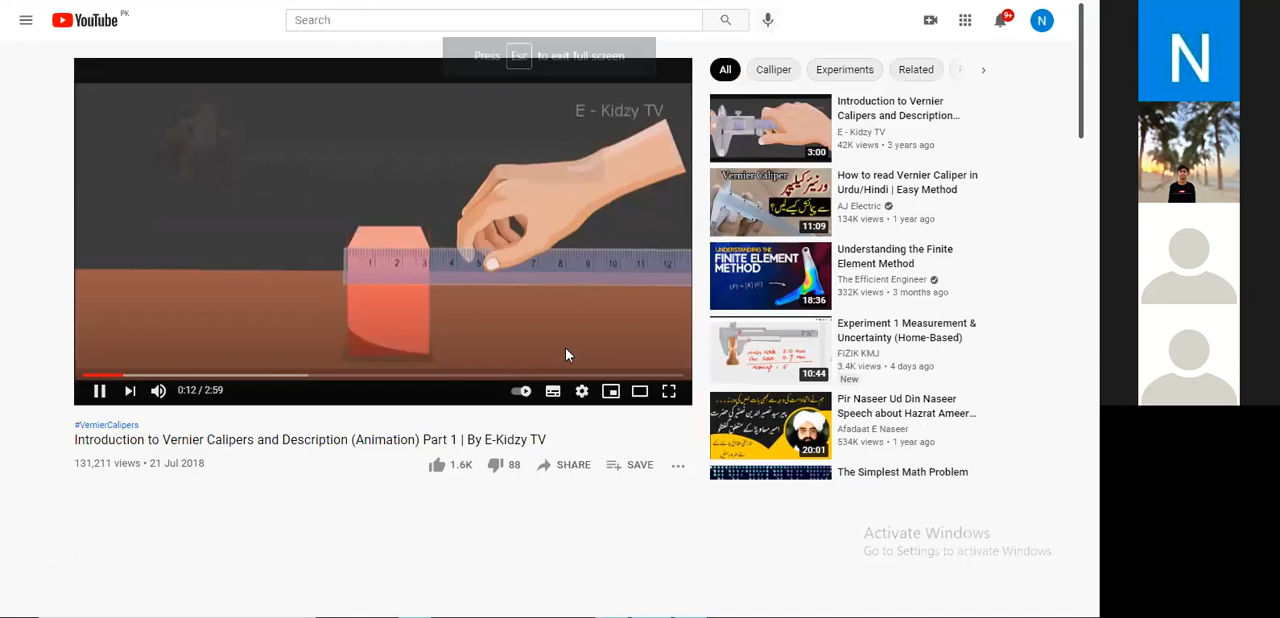 YouTube PK
Search
9+
N
Press Esc to exit full screen
E - Kidzy TV
1 2 3 4 5 7 8 9 10 11 12
0:12 / 2:59
#VernierCalipers
Introduction to Vernier Calipers and Description (Animation) Part 1 | By E-Kidzy TV
131,211 views • 21 Jul 2018
1.6K 88 SHARE SAVE
All Calliper Experiments Related
3:00
Introduction to Vernier
Calipers and Description...
E - Kidzy TV
42K views • 3 years ago
Vernier Caliper
ورنیئر کیلیپر
سے پیمائش کیسے لیں؟
11:09
How to read Vernier Caliper in
Urdu/Hindi | Easy Method
AJ Electric
134K views • 1 year ago
UNDERSTANDING THE
FINITE ELEMENT
METHOD
18:36
Understanding the Finite
Element Method
The Efficient Engineer
332K views • 3 months ago
10:44
Experiment 1 Measurement &
Uncertainty (Home-Based)
FIZIK KMJ
3.4K views • 4 days ago
New
20:01
Pir Naseer Ud Din Naseer
Speech about Hazrat Ameer...
Afadaat E Naseer
534K views • 1 year ago
The Simplest Math Problem
Activate Windows
Go to Settings to activate Windows.
N